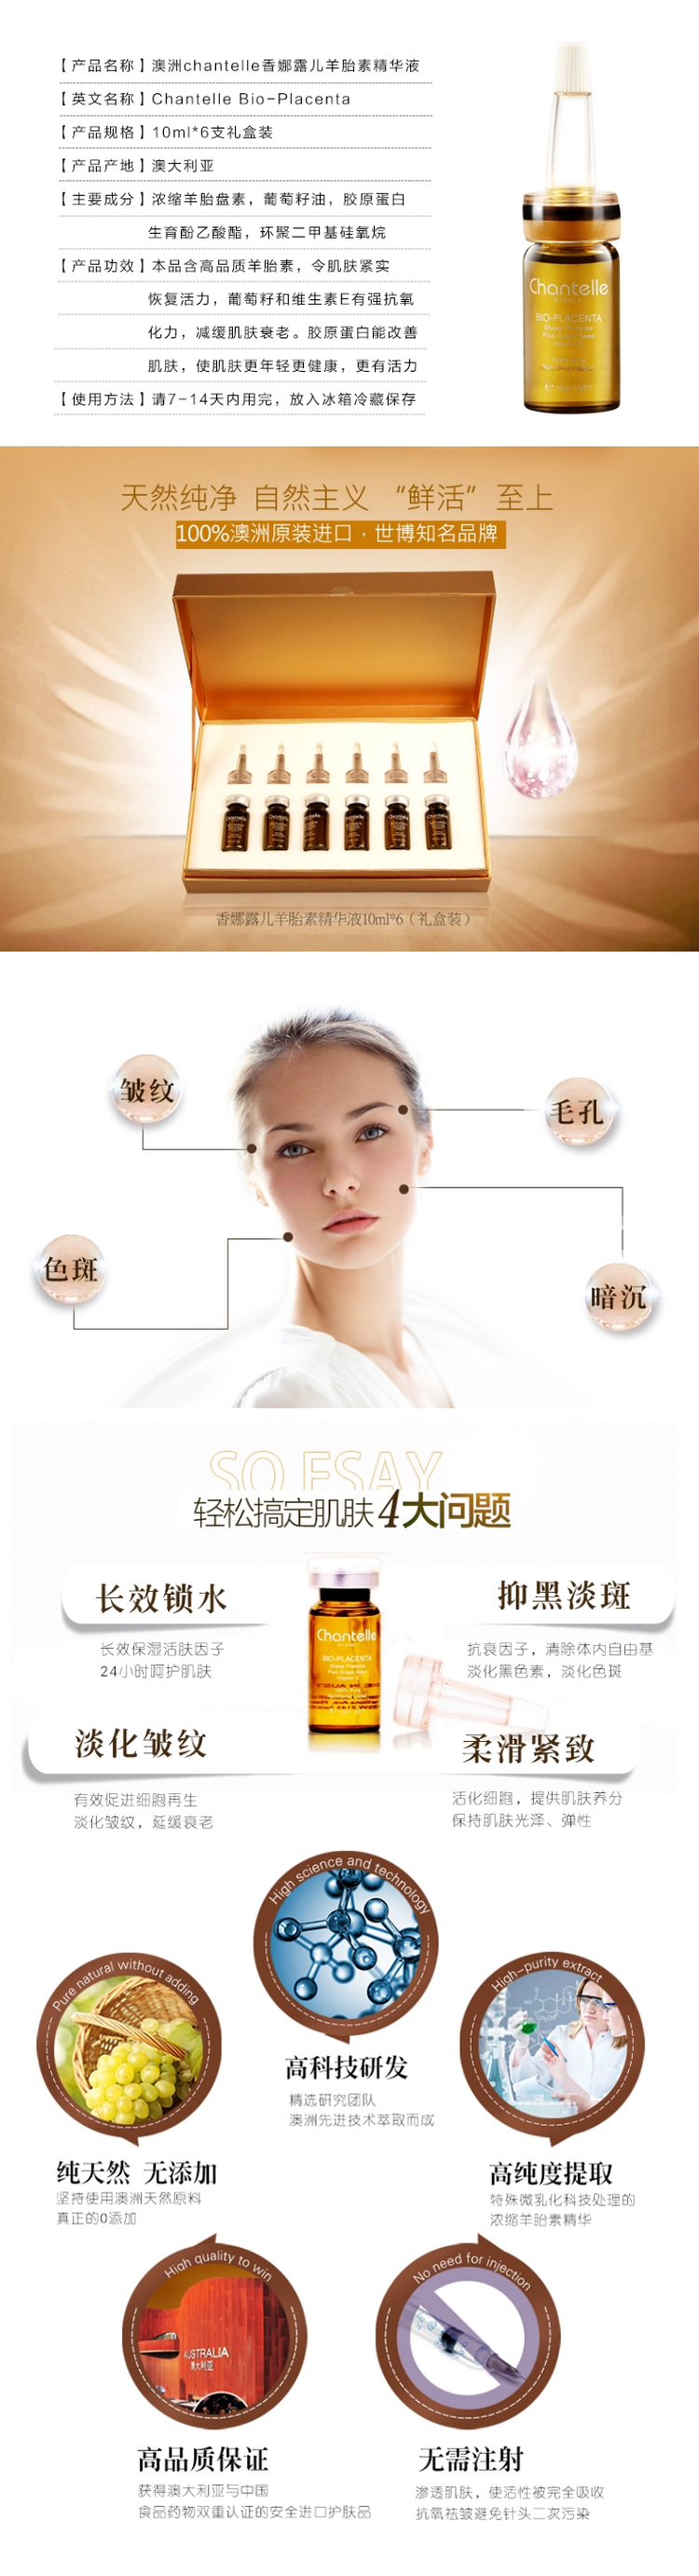 【产品名称】澳洲chantelle香娜露儿羊胎素精华液
【英文名称】Chantelle Bio-Placenta
【产品规格】10ml*6支礼盒装
【产品产地】澳大利亚
【主要成分】浓缩羊胎盘素，葡萄籽油，胶原蛋白
生育酚乙酸酯，环聚二甲基硅氧烷
【产品功效】本品含高品质羊胎素，令肌肤紧实
恢复活力，葡萄籽和维生素E有强抗氧
化力，减缓肌肤衰老。胶原蛋白能改善
肌肤，使肌肤更年轻更健康，更有活力
【使用方法】请7-14天内用完，放入冰箱冷藏保存
Chantelle
SYDNEY
BIO-PLACENTA
Sheep Placenta
Plus Grape Seed
天然纯净 自然主义 “鲜活”至上
100%澳洲原装进口·世博知名品牌
香娜露儿羊胎素精华液10ml*6（礼盒装）
皱纹
毛孔
色斑
暗沉
SO ESAY
轻松搞定肌肤4大问题
长效锁水
长效保湿活肤因子
24小时呵护肌肤
抑黑淡斑
抗衰因子，清除体内自由基
淡化黑色素，淡化色斑
Chantelle
SYDNEY
BIO-PLACENTA
Sheep Placenta
Plus Grape Seed
淡化皱纹
有效促进细胞再生
淡化皱纹，延缓衰老
柔滑紧致
活化细胞，提供肌肤养分
保持肌肤光泽、弹性
High science and technology
高科技研发
精选研究团队
澳洲先进技术萃取而成
Pure natural without adding
纯天然 无添加
坚持使用澳洲天然原料
真正的0添加
High-purity extract
高纯度提取
特殊微乳化科技处理的
浓缩羊胎素精华
High quality to win
AUSTRALIA
澳大利亚
高品质保证
获得澳大利亚与中国
食品药物双重认证的安全进口护肤品
No need for injection
无需注射
渗透肌肤，使活性被完全吸收
抗氧祛皱避免针头二次污染